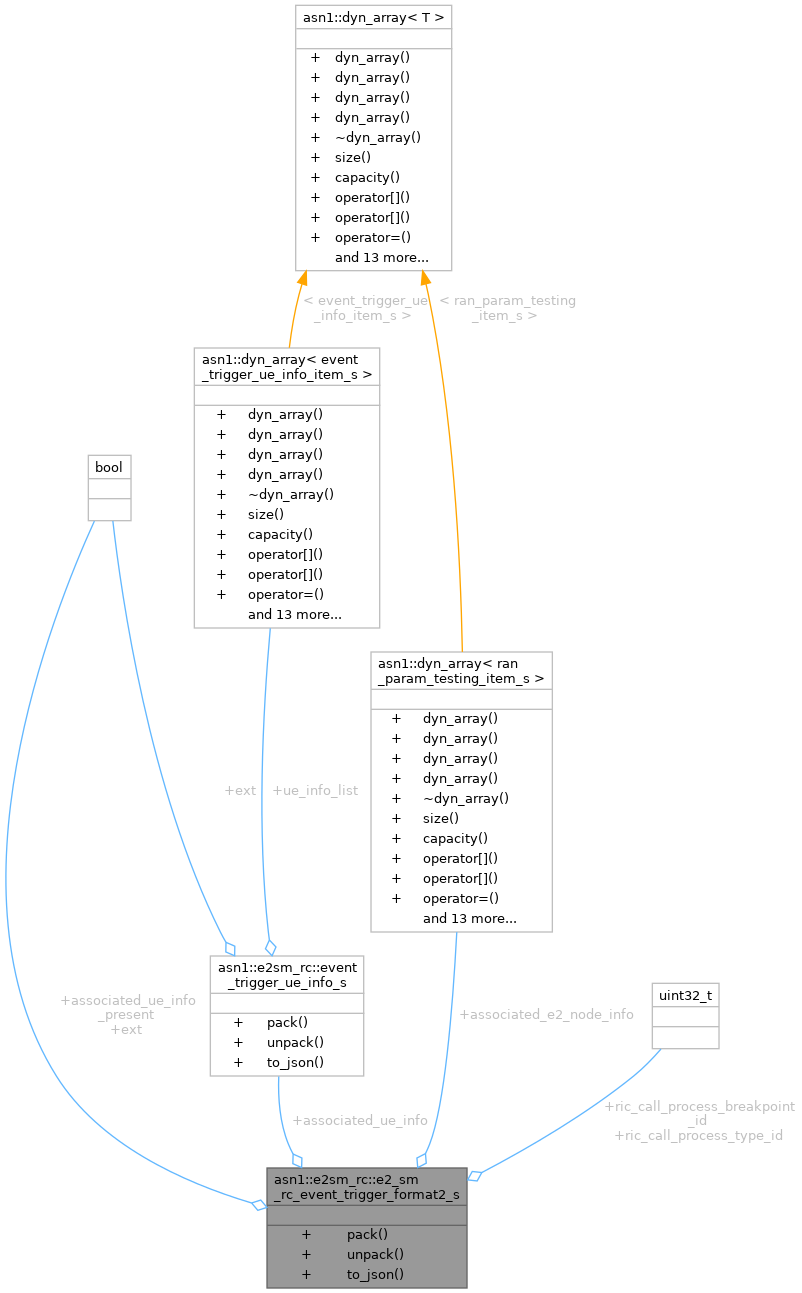 asn1::dyn_array< T >
+ dyn_array()
+ dyn_array()
+ dyn_array()
+ dyn_array()
+ ~dyn_array()
+ size()
+ capacity()
+ operator[]()
+ operator[]()
+ operator=()
and 13 more...
< event_trigger_ue
_info_item_s >
< ran_param_testing
_item_s >
asn1::dyn_array< event
_trigger_ue_info_item_s >
+ dyn_array()
+ dyn_array()
+ dyn_array()
+ dyn_array()
+ ~dyn_array()
+ size()
+ capacity()
+ operator[]()
+ operator[]()
+ operator=()
and 13 more...
bool
asn1::dyn_array< ran
_param_testing_item_s >
+ dyn_array()
+ dyn_array()
+ dyn_array()
+ dyn_array()
+ ~dyn_array()
+ size()
+ capacity()
+ operator[]()
+ operator[]()
+ operator=()
and 13 more...
+ext
+ue_info_list
asn1::e2sm_rc::event
_trigger_ue_info_s
+ pack()
+ unpack()
+ to_json()
uint32_t
+associated_ue_info
_present
+ext
+associated_e2_node_info
+associated_ue_info
+ric_call_process_breakpoint
_id
+ric_call_process_type_id
asn1::e2sm_rc::e2_sm
_rc_event_trigger_format2_s
+ pack()
+ unpack()
+ to_json()